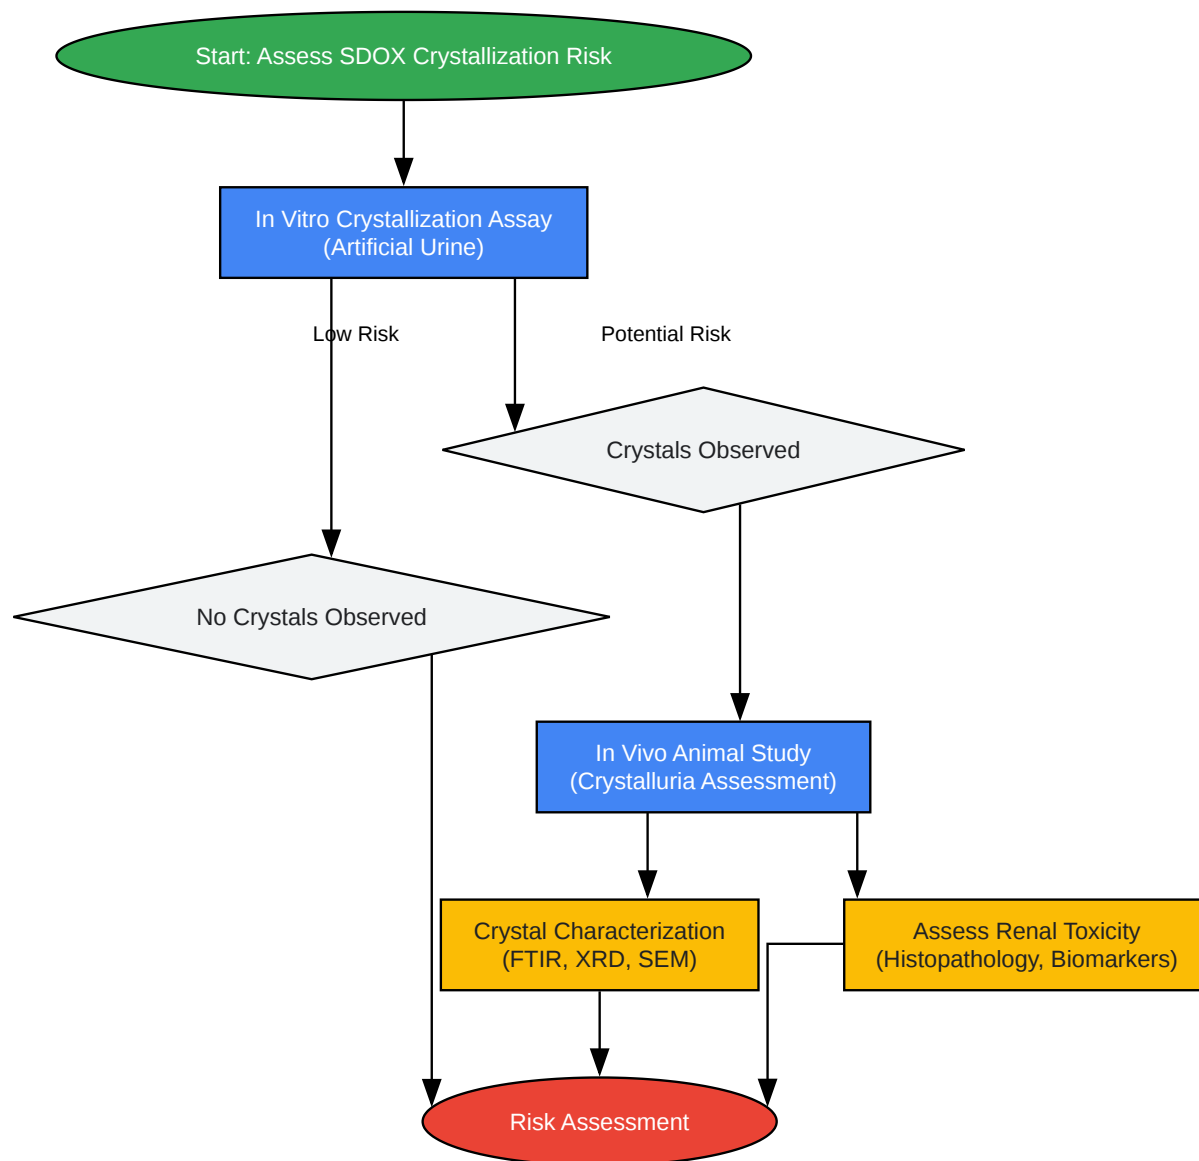 Start: Assess SDOX Crystallization Risk
In Vitro Crystallization Assay
(Artificial Urine)
Low Risk
Potential Risk
Crystals Observed
No Crystals Observed
In Vivo Animal Study
(Crystalluria Assessment)
Crystal Characterization
(FTIR, XRD, SEM)
Assess Renal Toxicity
(Histopathology, Biomarkers)
Risk Assessment